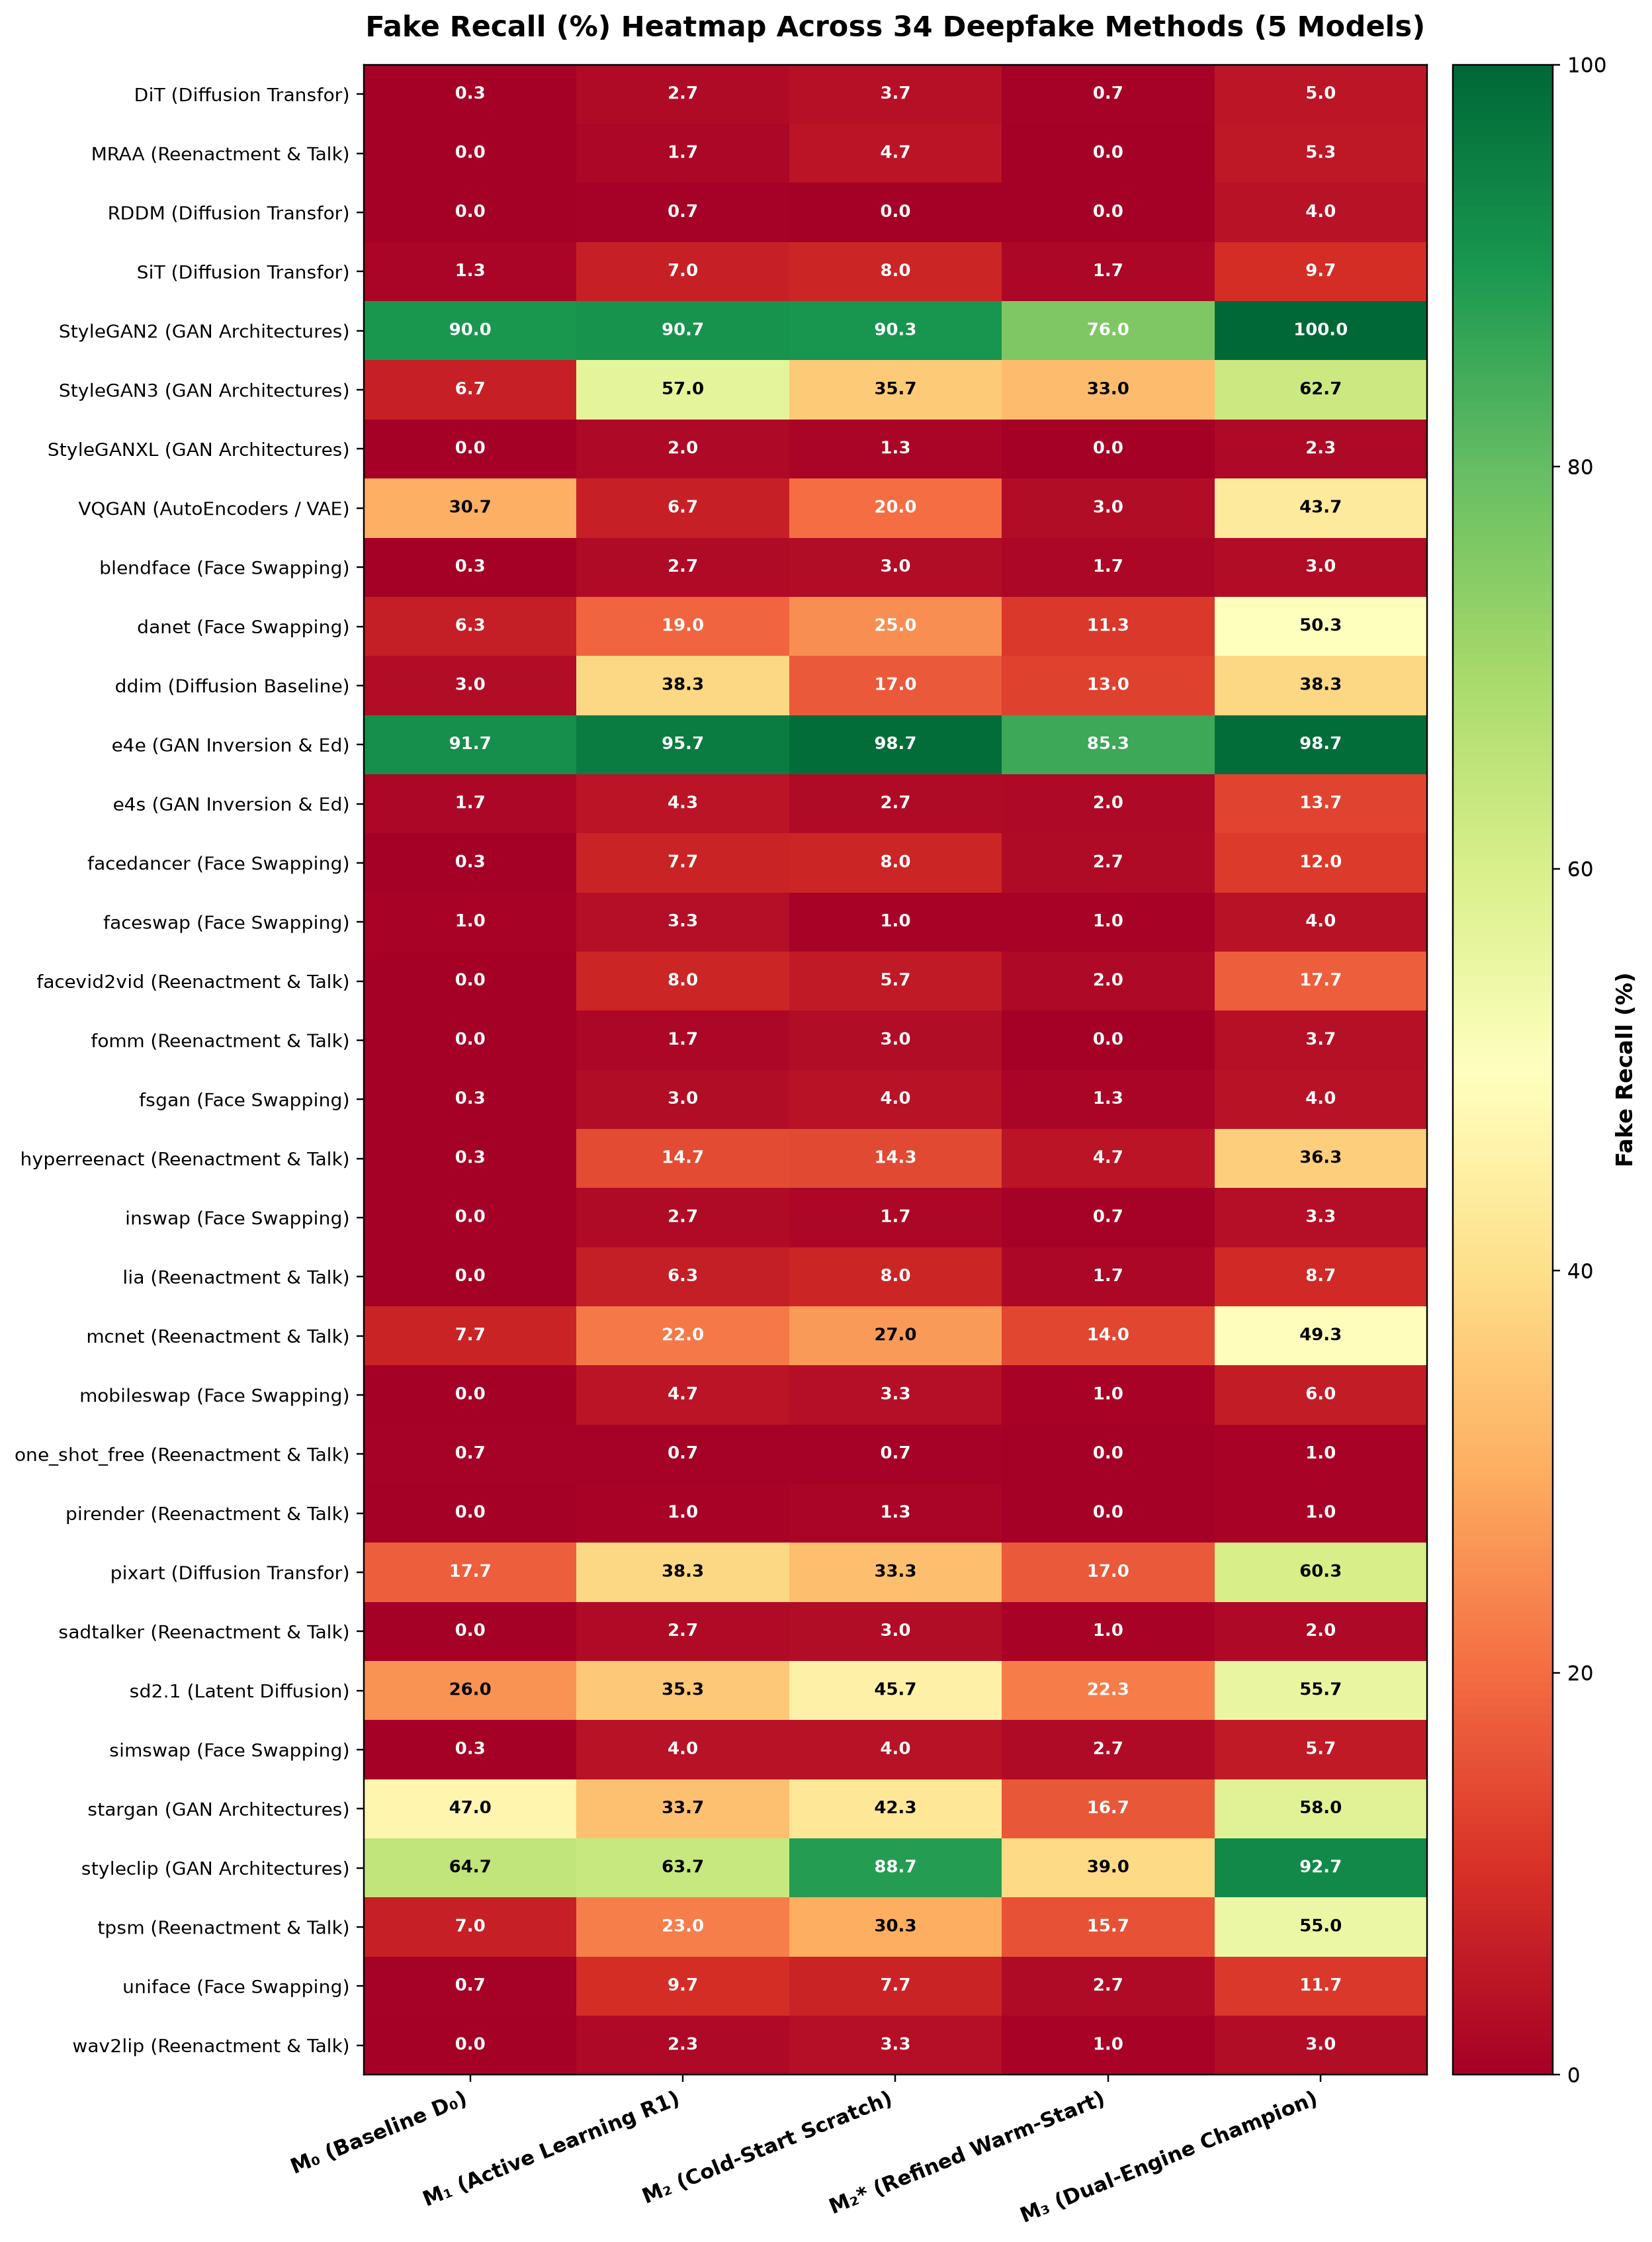 Fake Recall (%) Heatmap Across 34 Deepfake Methods (5 Models)
DiT (Diffusion Transfor) 0.3 2.7 3.7 0.7 5.0
MRAA (Reenactment & Talk) 0.0 1.7 4.7 0.0 5.3
RDDM (Diffusion Transfor) 0.0 0.7 0.0 0.0 4.0
SiT (Diffusion Transfor) 1.3 7.0 8.0 1.7 9.7
StyleGAN2 (GAN Architectures) 90.0 90.7 90.3 76.0 100.0
StyleGAN3 (GAN Architectures) 6.7 57.0 35.7 33.0 62.7
StyleGANXL (GAN Architectures) 0.0 2.0 1.3 0.0 2.3
VQGAN (AutoEncoders / VAE) 30.7 6.7 20.0 3.0 43.7
blendface (Face Swapping) 0.3 2.7 3.0 1.7 3.0
danet (Face Swapping) 6.3 19.0 25.0 11.3 50.3
ddim (Diffusion Baseline) 3.0 38.3 17.0 13.0 38.3
e4e (GAN Inversion & Ed) 91.7 95.7 98.7 85.3 98.7
e4s (GAN Inversion & Ed) 1.7 4.3 2.7 2.0 13.7
facedancer (Face Swapping) 0.3 7.7 8.0 2.7 12.0
faceswap (Face Swapping) 1.0 3.3 1.0 1.0 4.0
facevid2vid (Reenactment & Talk) 0.0 8.0 5.7 2.0 17.7
fomm (Reenactment & Talk) 0.0 1.7 3.0 0.0 3.7
fsgan (Face Swapping) 0.3 3.0 4.0 1.3 4.0
hyperreenact (Reenactment & Talk) 0.3 14.7 14.3 4.7 36.3
inswap (Face Swapping) 0.0 2.7 1.7 0.7 3.3
lia (Reenactment & Talk) 0.0 6.3 8.0 1.7 8.7
mcnet (Reenactment & Talk) 7.7 22.0 27.0 14.0 49.3
mobileswap (Face Swapping) 0.0 4.7 3.3 1.0 6.0
one_shot_free (Reenactment & Talk) 0.7 0.7 0.7 0.0 1.0
pirender (Reenactment & Talk) 0.0 1.0 1.3 0.0 1.0
pixart (Diffusion Transfor) 17.7 38.3 33.3 17.0 60.3
sadtalker (Reenactment & Talk) 0.0 2.7 3.0 1.0 2.0
sd2.1 (Latent Diffusion) 26.0 35.3 45.7 22.3 55.7
simswap (Face Swapping) 0.3 4.0 4.0 2.7 5.7
stargan (GAN Architectures) 47.0 33.7 42.3 16.7 58.0
styleclip (GAN Architectures) 64.7 63.7 88.7 39.0 92.7
tpsm (Reenactment & Talk) 7.0 23.0 30.3 15.7 55.0
uniface (Face Swapping) 0.7 9.7 7.7 2.7 11.7
wav2lip (Reenactment & Talk) 0.0 2.3 3.3 1.0 3.0
M₀ (Baseline D₀)
M₁ (Active Learning R1)
M₂ (Cold-Start Scratch)
M₂* (Refined Warm-Start)
M₃ (Dual-Engine Champion)
100
80
60
40
20
0
Fake Recall (%)